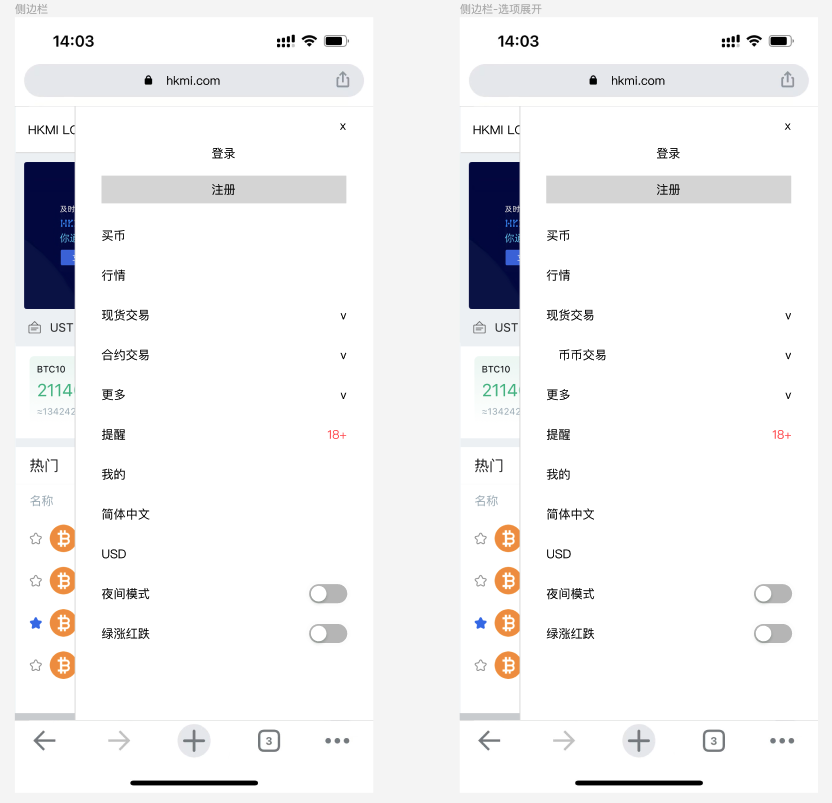 侧边栏
14:03
hkmi.com
HKMI LO
x
登录
注册
及时
HK
买币
行情
现货交易 v
UST
合约交易 v
BTC10
2114
≈134242
更多 v
提醒 18+
热门
我的
名称
简体中文
USD
夜间模式
绿涨红跌
3
侧边栏-选项展开
14:03
hkmi.com
HKMI LO
x
登录
注册
及时
HK
买币
行情
现货交易 v
UST
币币交易 v
BTC10
2114
≈134242
更多 v
提醒 18+
热门
我的
名称
简体中文
USD
夜间模式
绿涨红跌
3